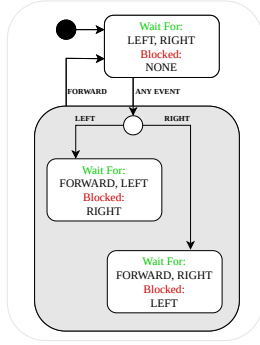 Wait For:
LEFT, RIGHT
Blocked:
NONE
FORWARD
ANY EVENT
LEFT
RIGHT
Wait For:
FORWARD, LEFT
Blocked:
RIGHT
Wait For:
FORWARD, RIGHT
Blocked:
LEFT